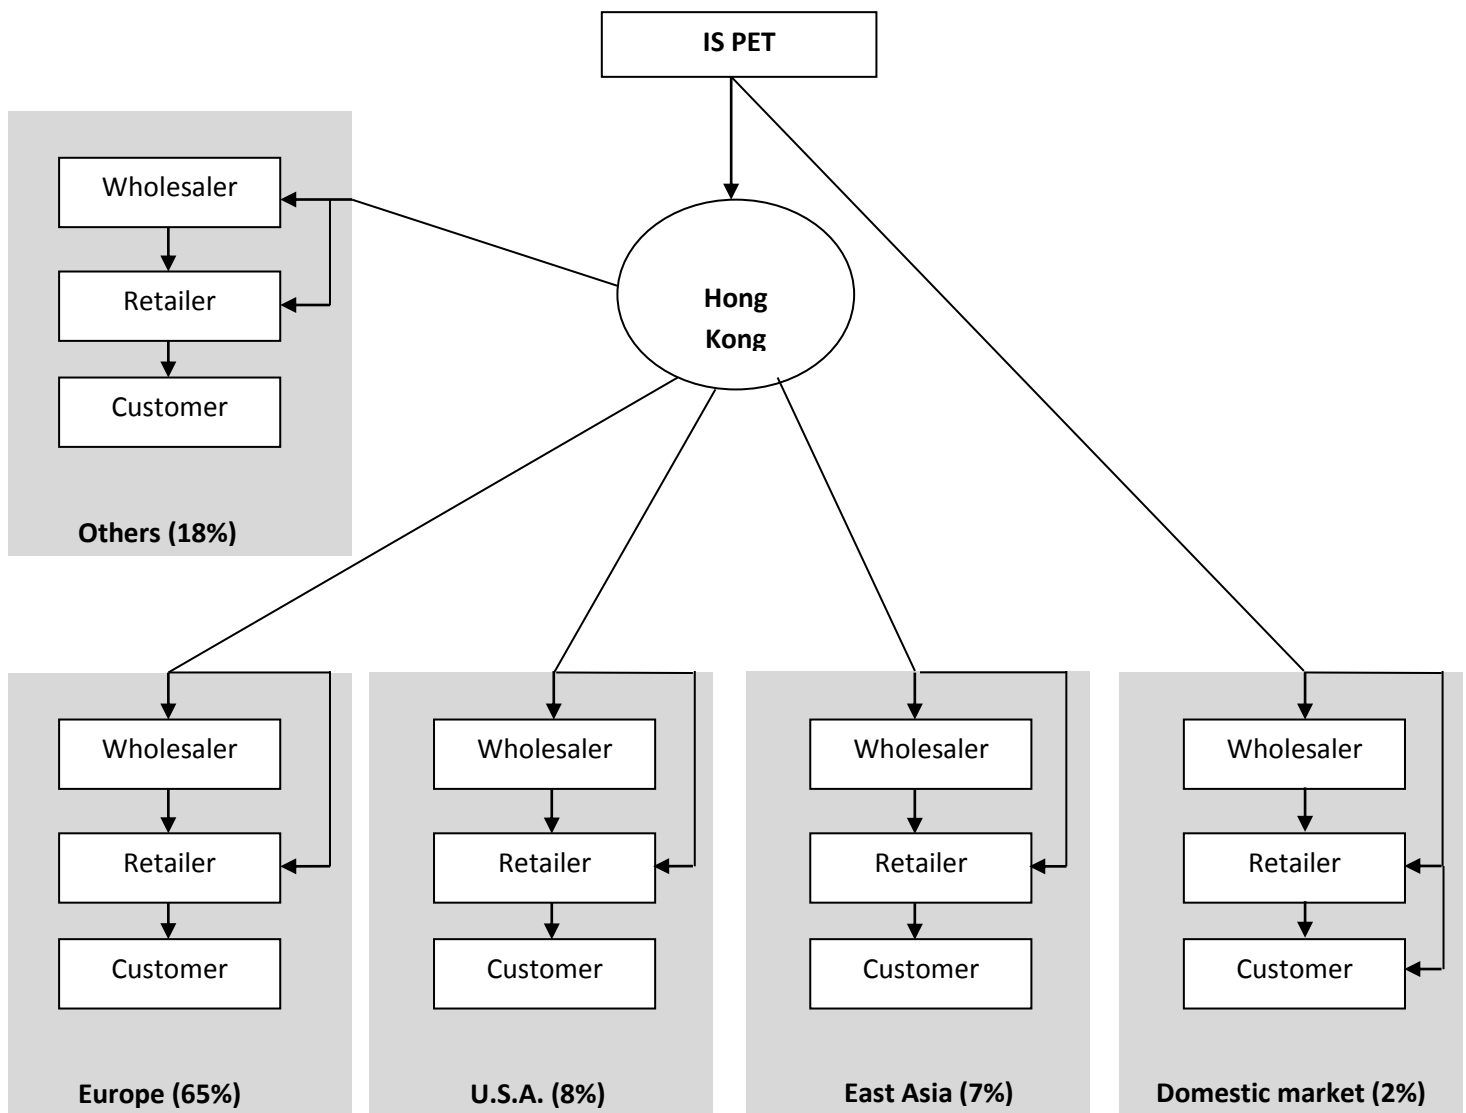 IS PET
Hong
Kong
Wholesaler
Retailer
Customer
Others (18%)
Wholesaler
Retailer
Customer
Europe (65%)
Wholesaler
Retailer
Customer
U.S.A. (8%)
Wholesaler
Retailer
Customer
East Asia (7%)
Wholesaler
Retailer
Customer
Domestic market (2%)